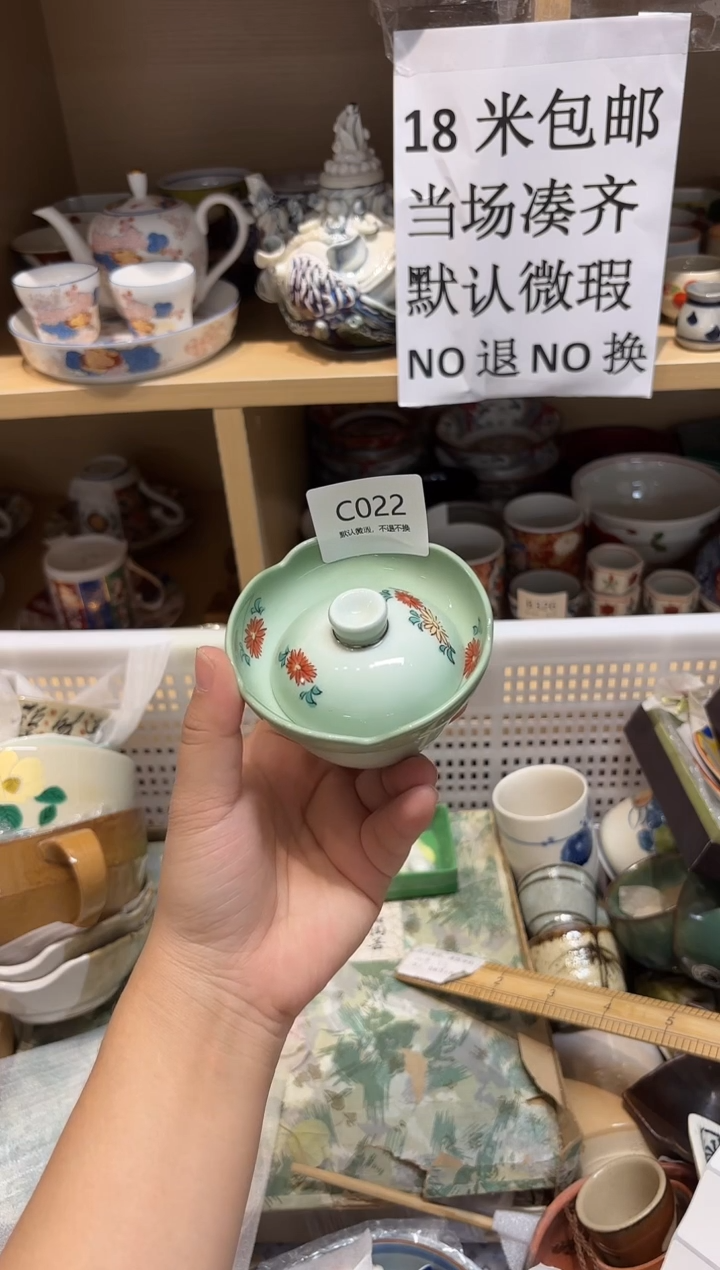 18 米包邮
当场凑齐
默认微瑕
NO 退 NO 换
C022
默认微瑕，不退不换